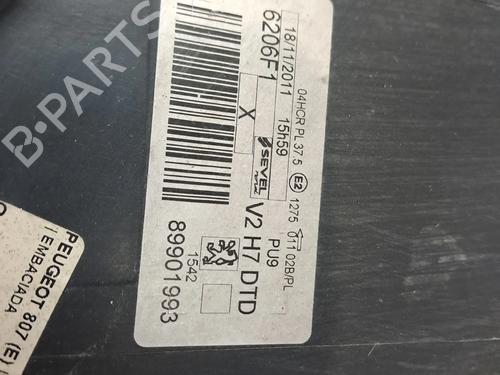 B-PARTS
04HCR PL 37.5 E2 1275 011 02B/PL
18/11/2011 15h59 PU9
6206F1 X SEVEL V2 H7 DTD
1542
89901993
PEUGEOT 807 (E)
( EMBACIADA